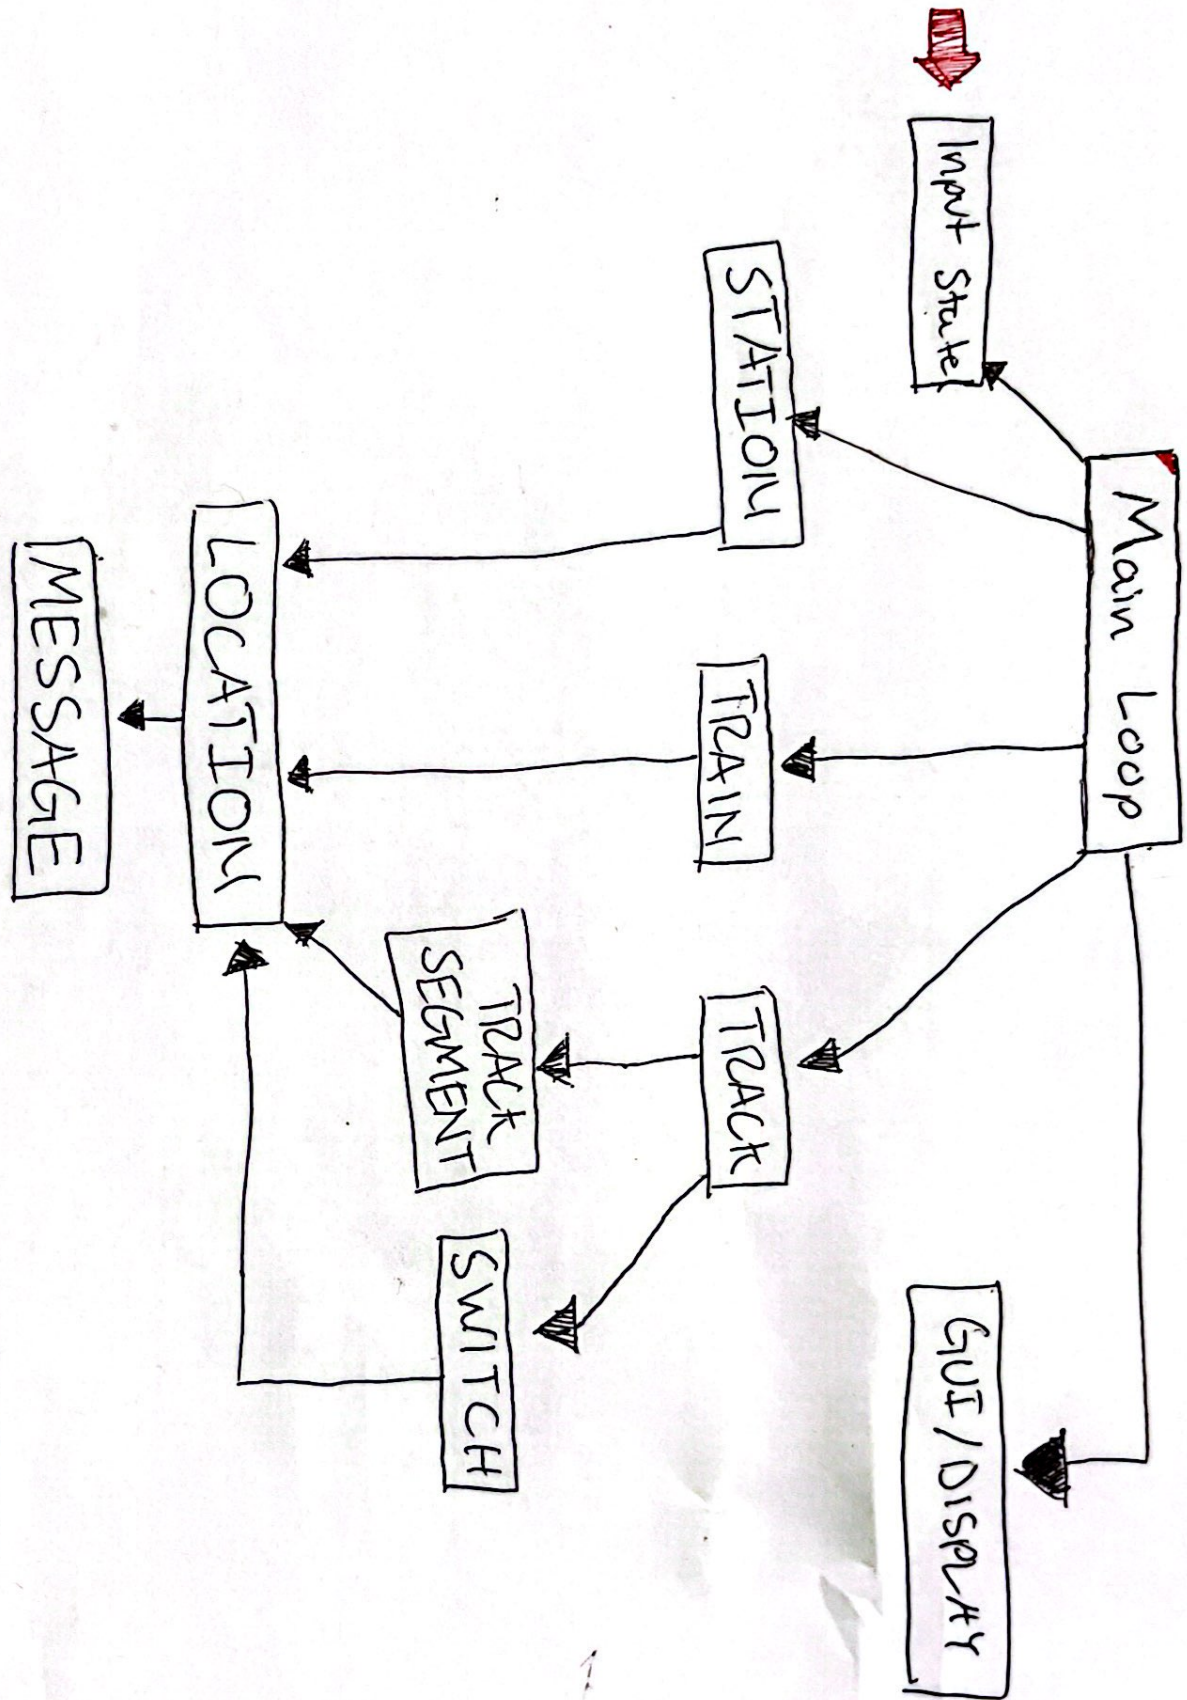 Main Loop
Input State
GUI/DISPLAY
STATION
TRAIN
TRACK
TRACK
SEGMENT
SWITCH
LOCATION
MESSAGE